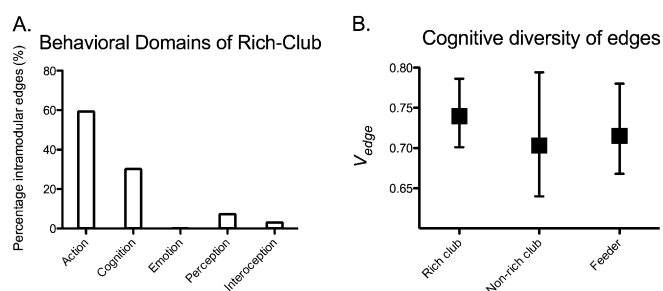 A.
Behavioral Domains of Rich-Club
Percentage intramodular edges (%)
80
60
40
20
0
Action
Cognition
Emotion
Perception
Interoception
B.
Cognitive diversity of edges
Vedge
0.80
0.75
0.70
0.65
Rich club
Non-rich club
Feeder